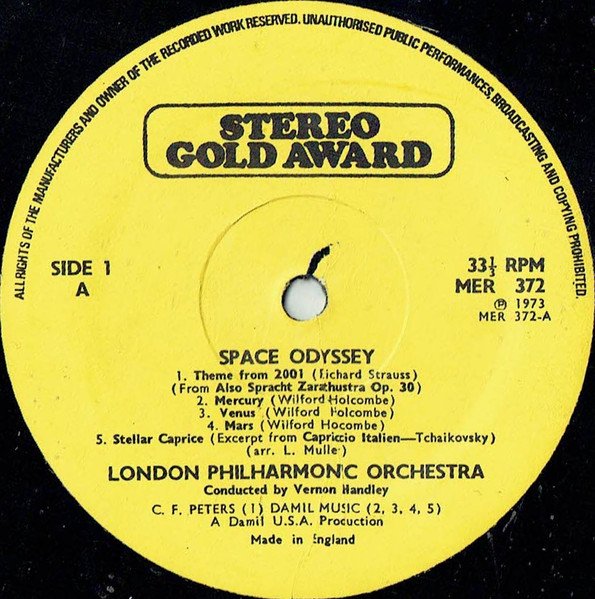 ALL RIGHTS OF THE MANUFACTURERS AND OWNER OF THE RECORDED WORK RESERVED. UNAUTHORISED PUBLIC PERFORMANCES, BROADCASTING AND COPYING PROHIBITED.
STEREO
GOLD AWARD
SIDE 1
A
33⅓ RPM
MER 372
℗ 1973
MER 372-A
SPACE ODYSSEY
1. Theme from 2001 (Richard Strauss)
(From Also Spracht Zarathustra Op. 30)
2. Mercury (Wilford Holcombe)
3. Venus (Wilford Holcombe)
4. Mars (Wilford Hocombe)
5. Stellar Caprice (Excerpt from Capriccio Italien—Tchaikovsky)
(arr. L. Muller)
LONDON PHILHARMONIC ORCHESTRA
Conducted by Vernon Handley
C. F. PETERS (1) DAMIL MUSIC (2, 3, 4, 5)
A Damil U.S.A. Production
Made in England